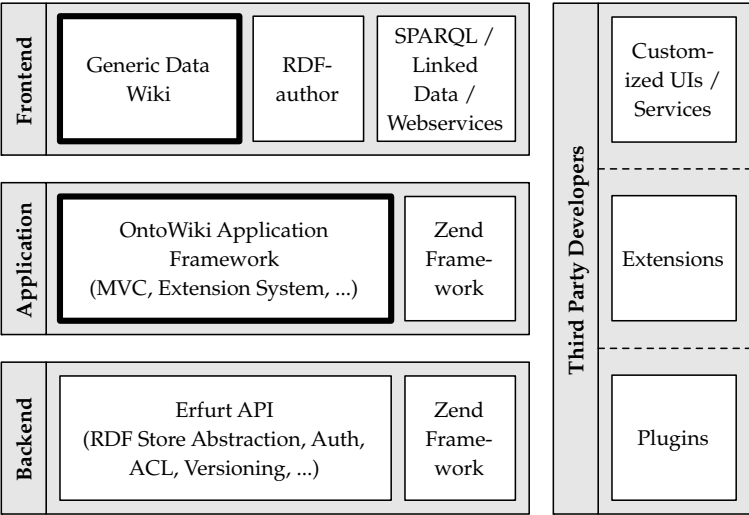 Frontend
Generic Data
Wiki
RDF-
author
SPARQL /
Linked
Data /
Webservices
Application
OntoWiki Application
Framework
(MVC, Extension System, ...)
Zend
Frame-
work
Backend
Erfurt API
(RDF Store Abstraction, Auth,
ACL, Versioning, ...)
Zend
Frame-
work
Third Party Developers
Custom-
ized UIs /
Services
Extensions
Plugins